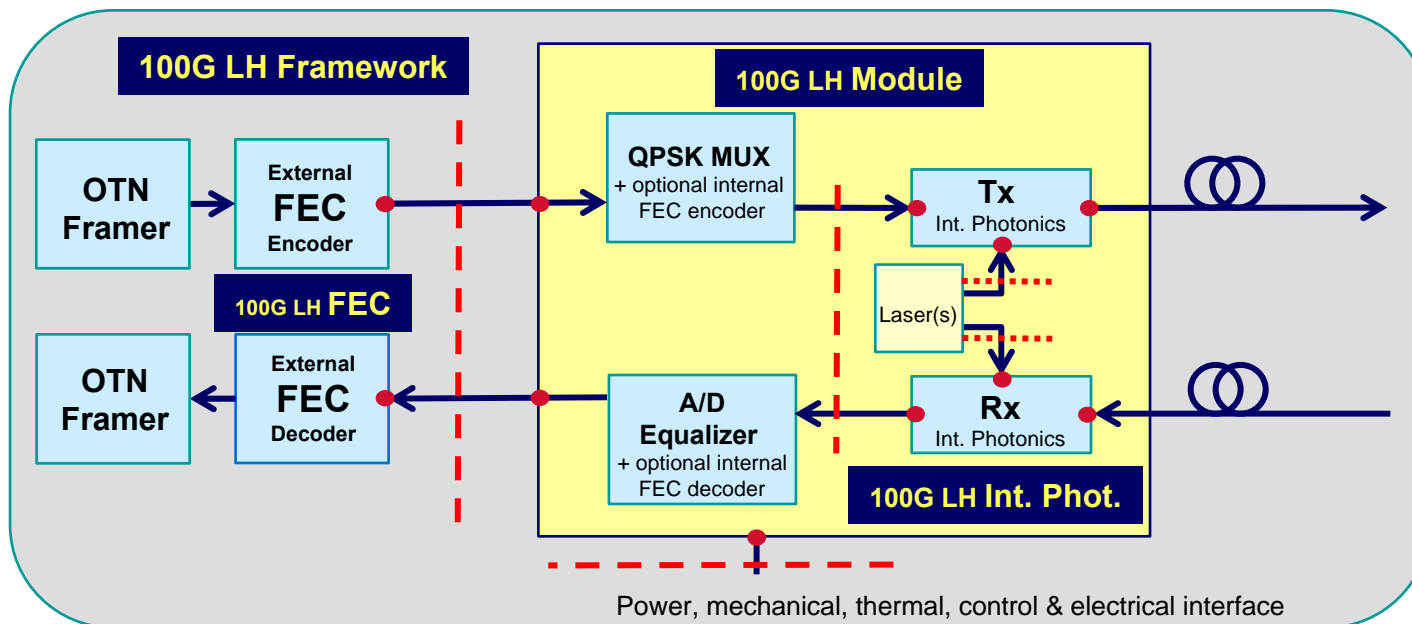 100G LH Framework
100G LH Module
OTN
Framer
External
FEC
Encoder
QPSK MUX
+ optional internal
FEC encoder
Tx
Int. Photonics
Laser(s)
100G LH FEC
OTN
Framer
External
FEC
Decoder
A/D
Equalizer
+ optional internal
FEC decoder
Rx
Int. Photonics
100G LH Int. Phot.
Power, mechanical, thermal, control & electrical interface